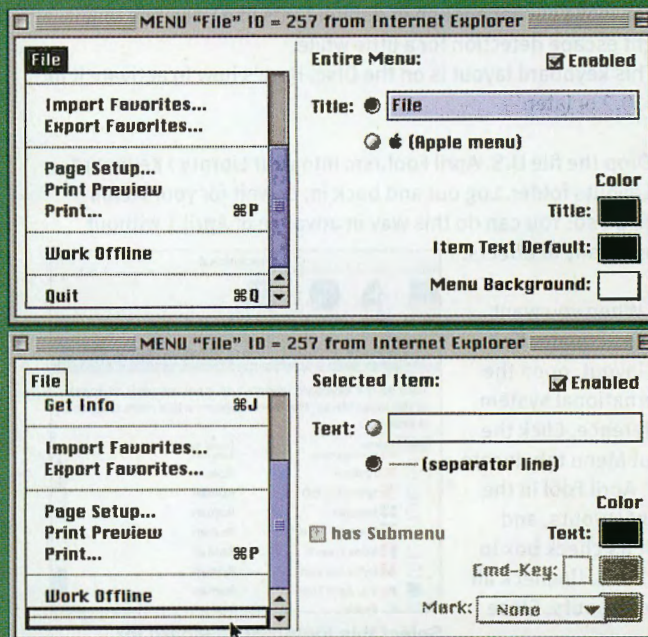 MENU "File" ID = 257 from Internet Explorer
File
Import Favorites...
Export Favorites...
Page Setup...
Print Preview
Print... ⌘P
Work Offline
Quit ⌘Q
Entire Menu: Enabled
Title: File
(Apple menu)
Color
Title:
Item Text Default:
Menu Background:
MENU "File" ID = 257 from Internet Explorer
File
Get Info ⌘J
Import Favorites...
Export Favorites...
Page Setup...
Print Preview
Print... ⌘P
Work Offline
Selected Item: Enabled
Text:
(separator line)
Color
has Submenu Text:
Cmd-Key:
Mark: None